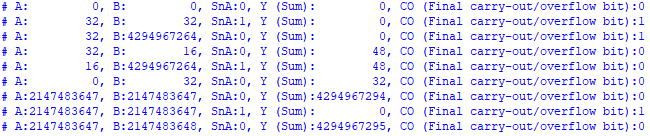 # A:         0, B:         0, SnA:0, Y (Sum):         0, CO (Final carry-out/overflow bit):0
# A:        32, B:        32, SnA:1, Y (Sum):         0, CO (Final carry-out/overflow bit):1
# A:        32, B:4294967264, SnA:0, Y (Sum):         0, CO (Final carry-out/overflow bit):1
# A:        32, B:        16, SnA:0, Y (Sum):        48, CO (Final carry-out/overflow bit):0
# A:        16, B:4294967264, SnA:1, Y (Sum):        48, CO (Final carry-out/overflow bit):0
# A:         0, B:        32, SnA:0, Y (Sum):        32, CO (Final carry-out/overflow bit):0
# A:2147483647, B:2147483647, SnA:0, Y (Sum):4294967294, CO (Final carry-out/overflow bit):0
# A:2147483647, B:2147483647, SnA:1, Y (Sum):         0, CO (Final carry-out/overflow bit):1
# A:2147483647, B:2147483648, SnA:0, Y (Sum):4294967295, CO (Final carry-out/overflow bit):0